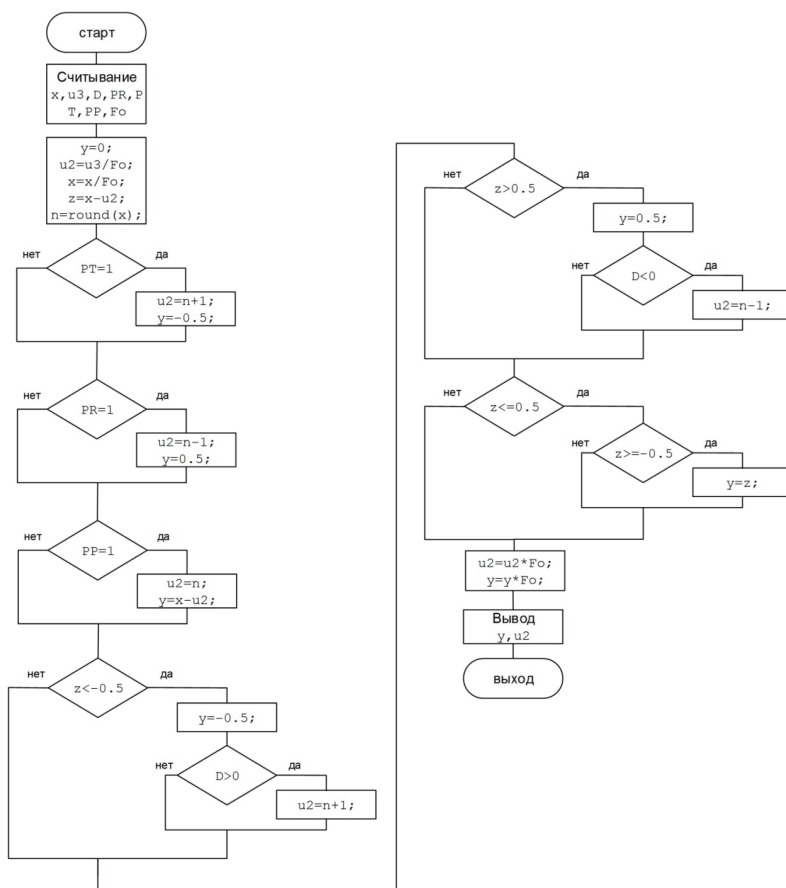 старт
Считывание
x,u3,D,PR,P
T,PP,Fo
y=0;
u2=u3/Fo;
x=x/Fo;
z=x-u2;
n=round(x);
нет
да
PT=1
u2=n+1;
y=-0.5;
нет
да
PR=1
u2=n-1;
y=0.5;
нет
да
PP=1
u2=n;
y=x-u2;
нет
да
z<-0.5
y=-0.5;
нет
да
D>0
u2=n+1;
нет
да
z>0.5
y=0.5;
нет
да
D<0
u2=n-1;
нет
да
z<=0.5
нет
да
z>=-0.5
y=z;
u2=u2*Fo;
y=y*Fo;
Вывод
y,u2
выход